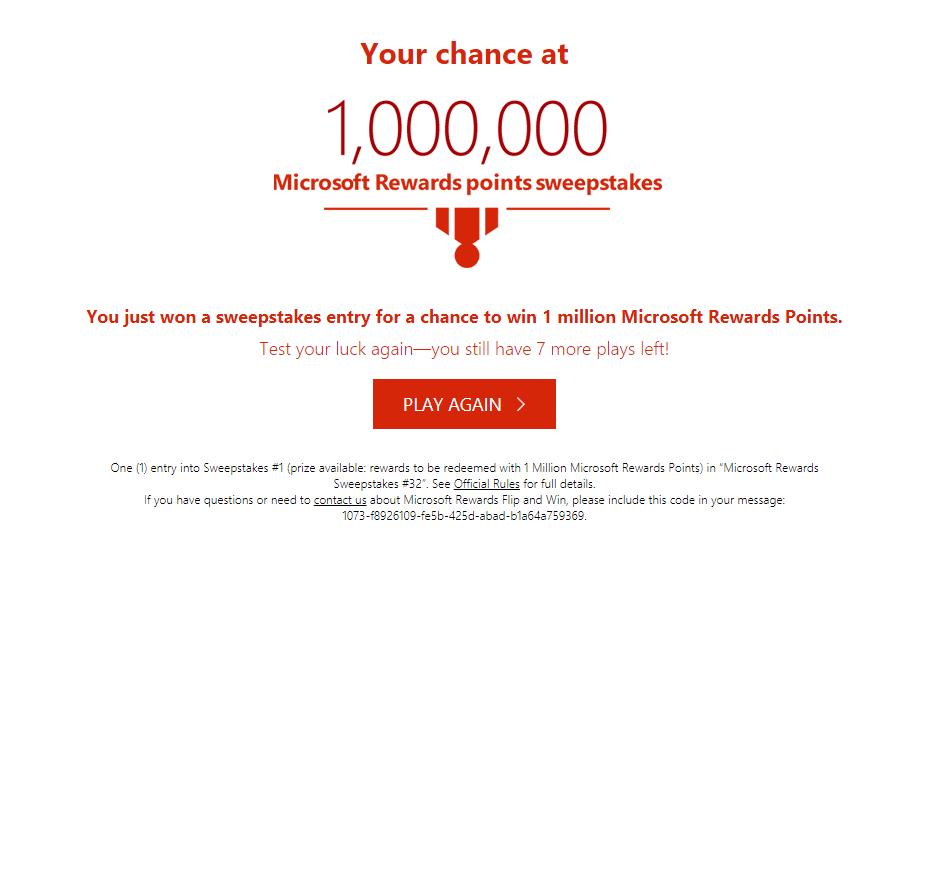 Your chance at
1,000,000
Microsoft Rewards points sweepstakes
You just won a sweepstakes entry for a chance to win 1 million Microsoft Rewards Points.
Test your luck again—you still have 7 more plays left!
PLAY AGAIN
One (1) entry into Sweepstakes #1 (prize available: rewards to be redeemed with 1 Million Microsoft Rewards Points) in "Microsoft Rewards
Sweepstakes #32". See Official Rules for full details.
If you have questions or need to contact us about Microsoft Rewards Flip and Win, please include this code in your message:
1073-f8926109-fe5b-425d-abad-b1a64a759369.